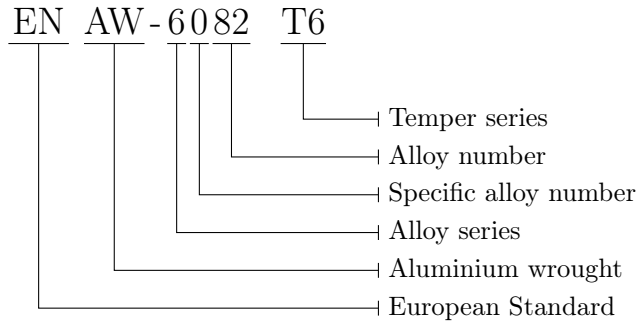 EN AW-6082 T6
Temper series
Alloy number
Specific alloy number
Alloy series
Aluminium wrought
European Standard